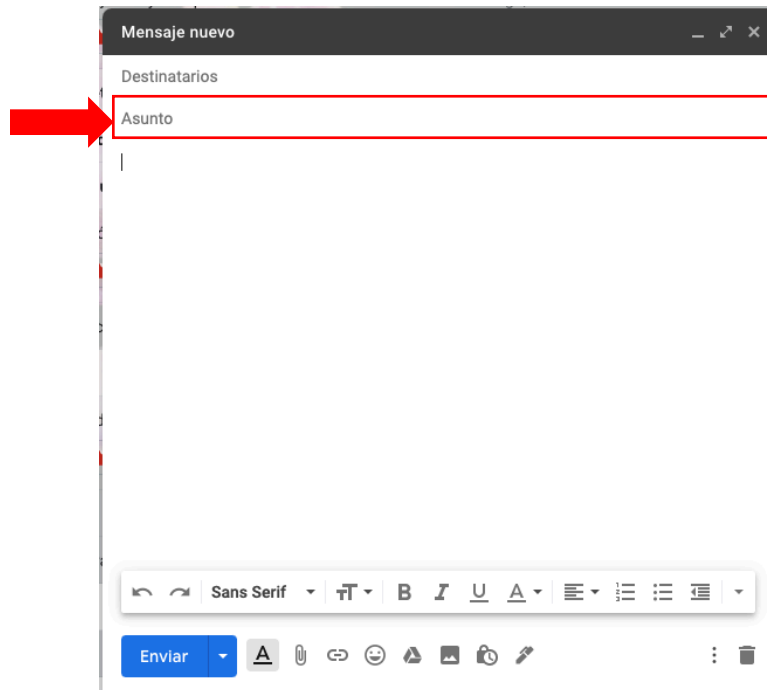 Mensaje nuevo
Destinatarios
Asunto
Sans Serif
Enviar